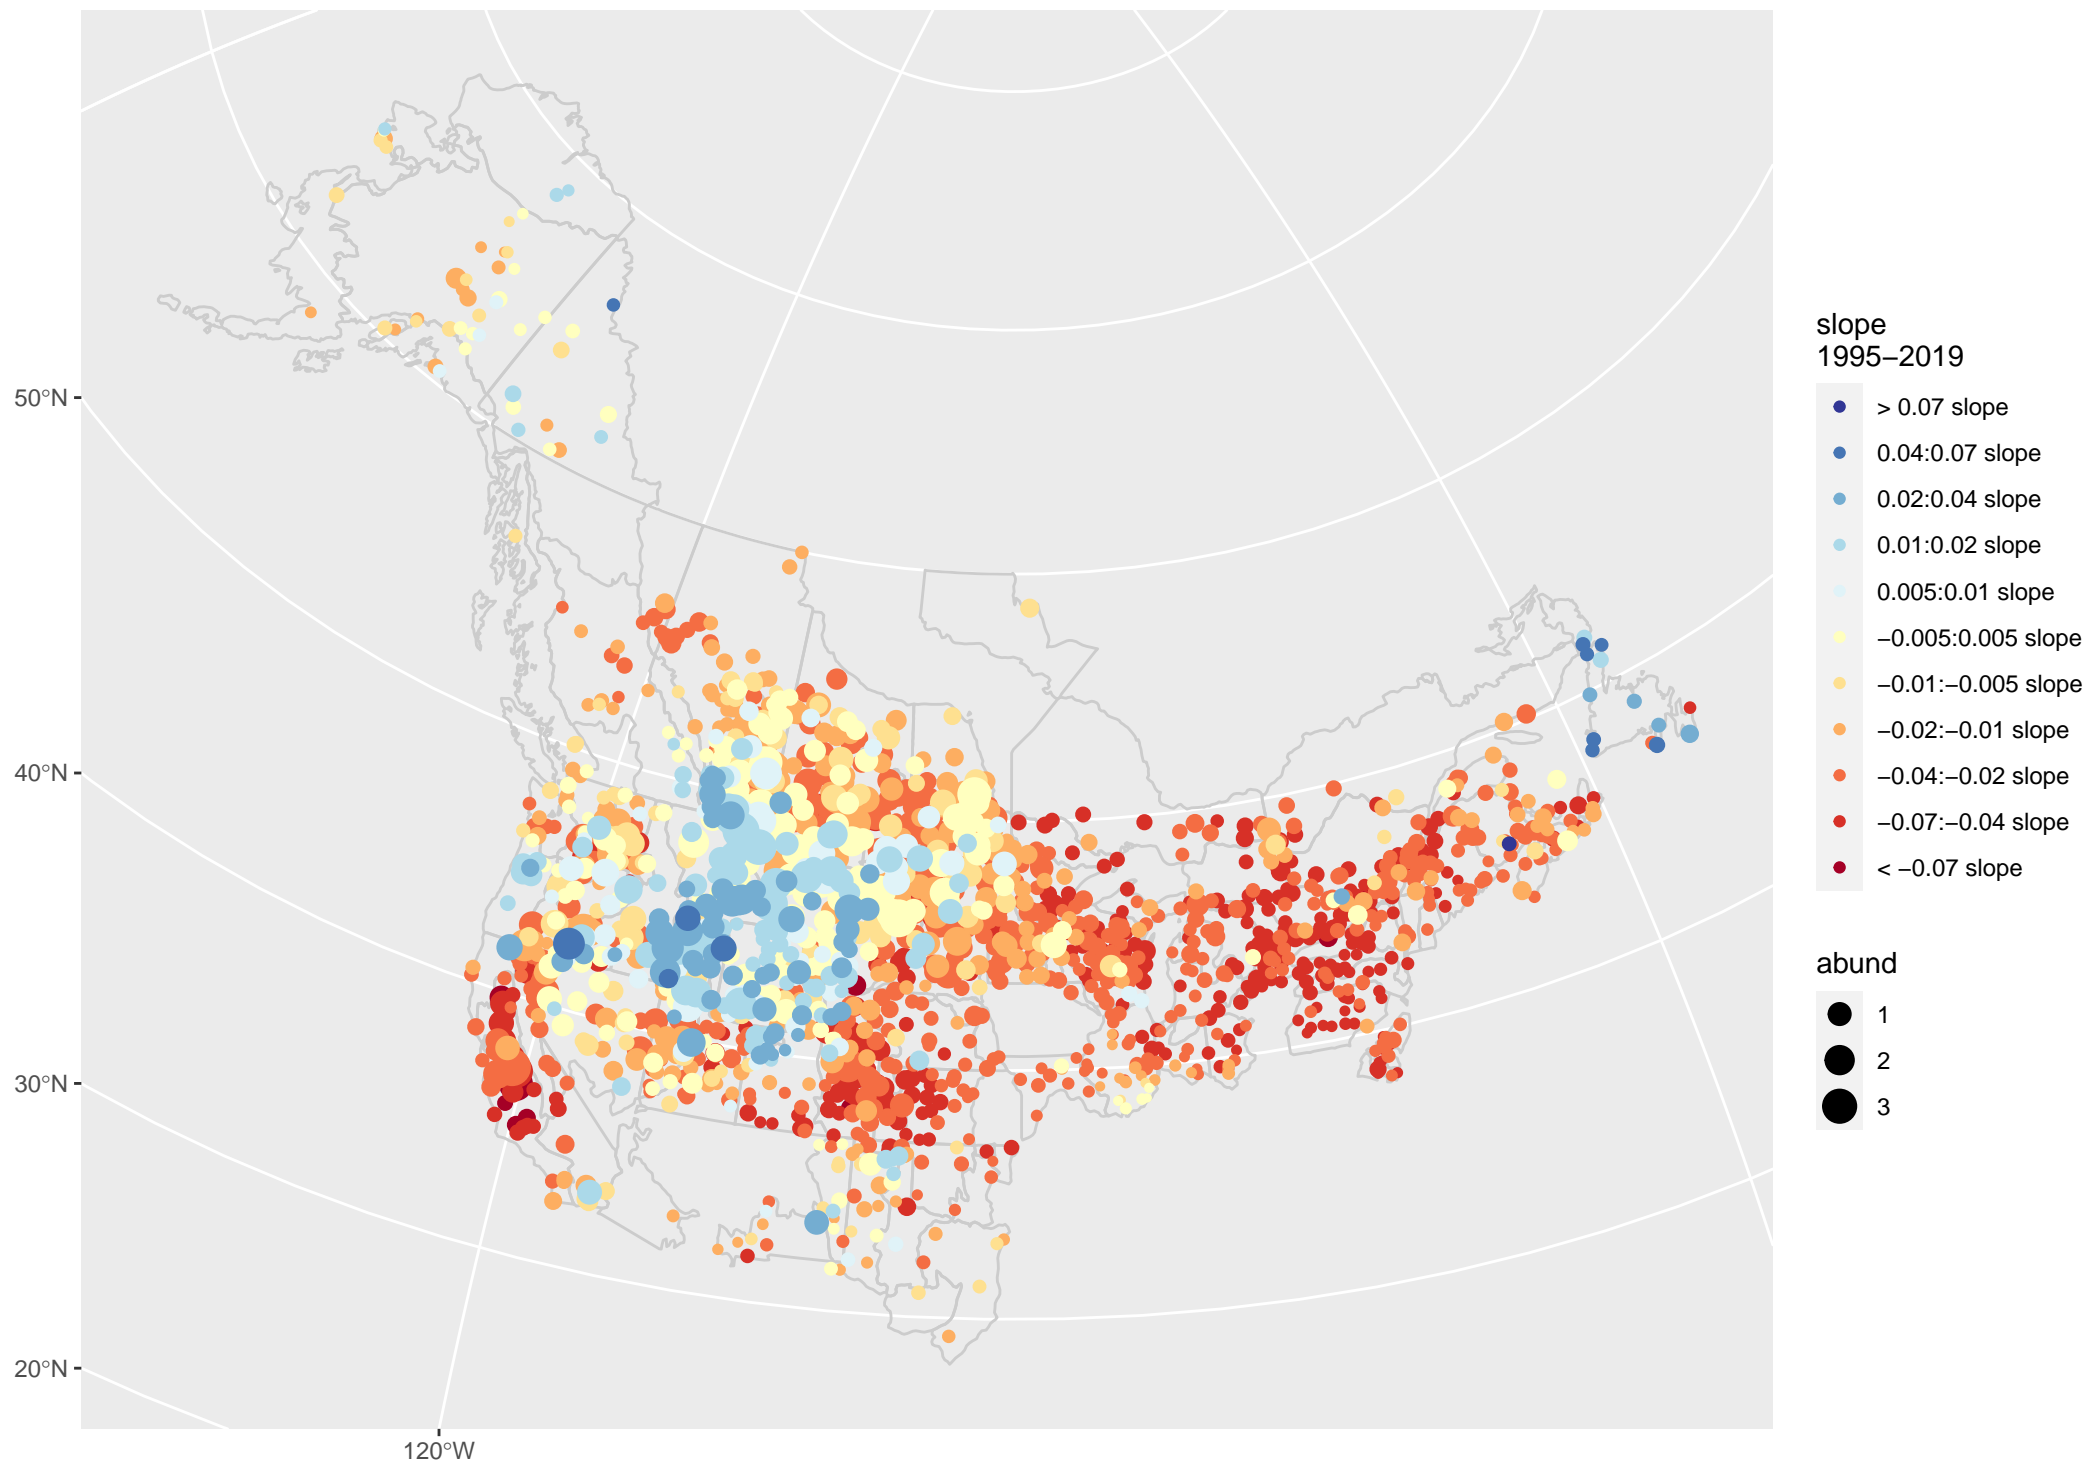 50°N
40°N
30°N
20°N
120°W
slope
1995−2019
> 0.07 slope
0.04:0.07 slope
0.02:0.04 slope
0.01:0.02 slope
0.005:0.01 slope
−0.005:0.005 slope
−0.01:−0.005 slope
−0.02:−0.01 slope
−0.04:−0.02 slope
−0.07:−0.04 slope
< −0.07 slope
abund
1
2
3